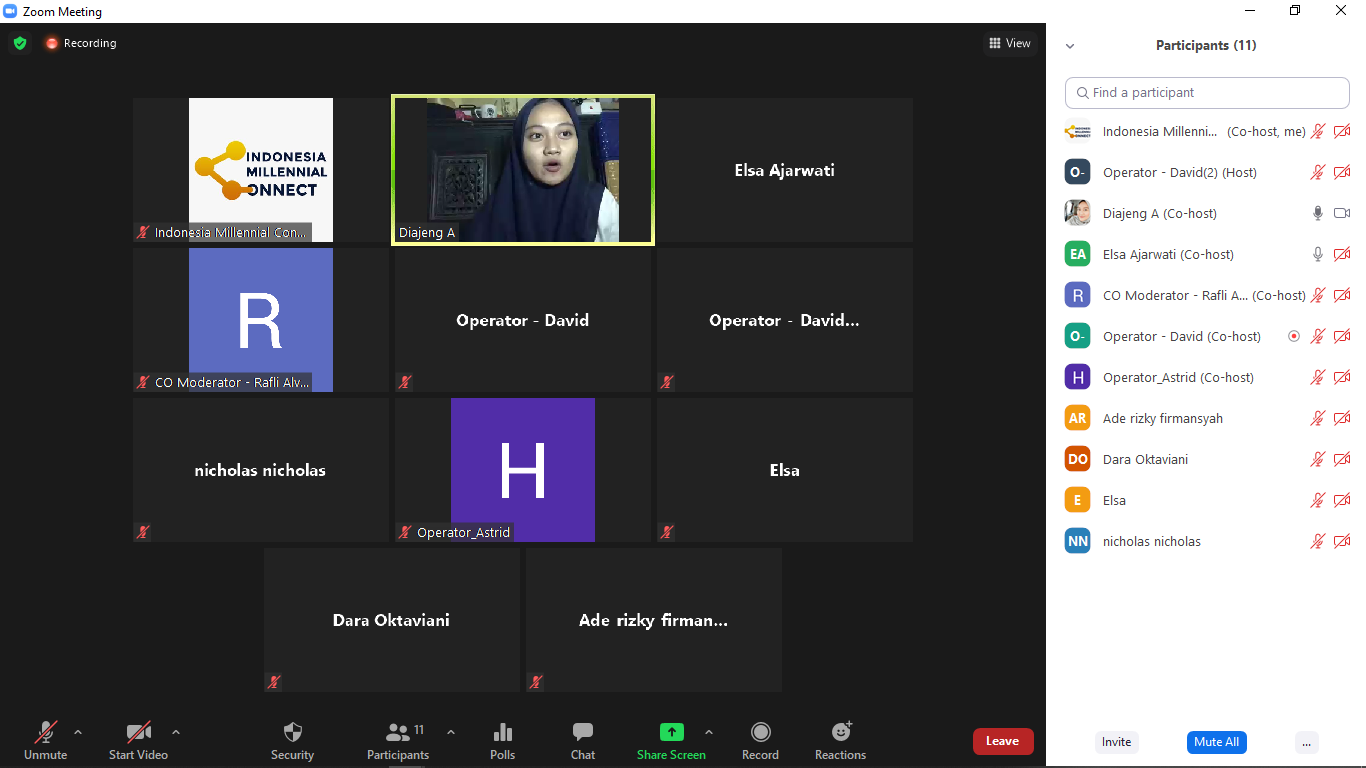 Zoom Meeting
Recording
View
INDONESIA
MILLENNIAL
CONNECT
Indonesia Millennial Con...
Diajeng A
Elsa Ajarwati
R
CO Moderator - Rafli Alv...
Operator - David
Operator - David...
nicholas nicholas
H
Operator_Astrid
Elsa
Dara Oktaviani
Ade rizky firman...
Unmute
Start Video
Security
11
Participants
Polls
Chat
Share Screen
Record
Reactions
Leave
Participants (11)
Find a participant
Indonesia Millenni... (Co-host, me)
O- Operator - David(2) (Host)
Diajeng A (Co-host)
EA Elsa Ajarwati (Co-host)
R CO Moderator - Rafli A... (Co-host)
O- Operator - David (Co-host)
H Operator_Astrid (Co-host)
AR Ade rizky firmansyah
DO Dara Oktaviani
E Elsa
NN nicholas nicholas
Invite
Mute All
...